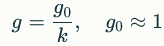 g = g₀/k,  g₀ ≈ 1